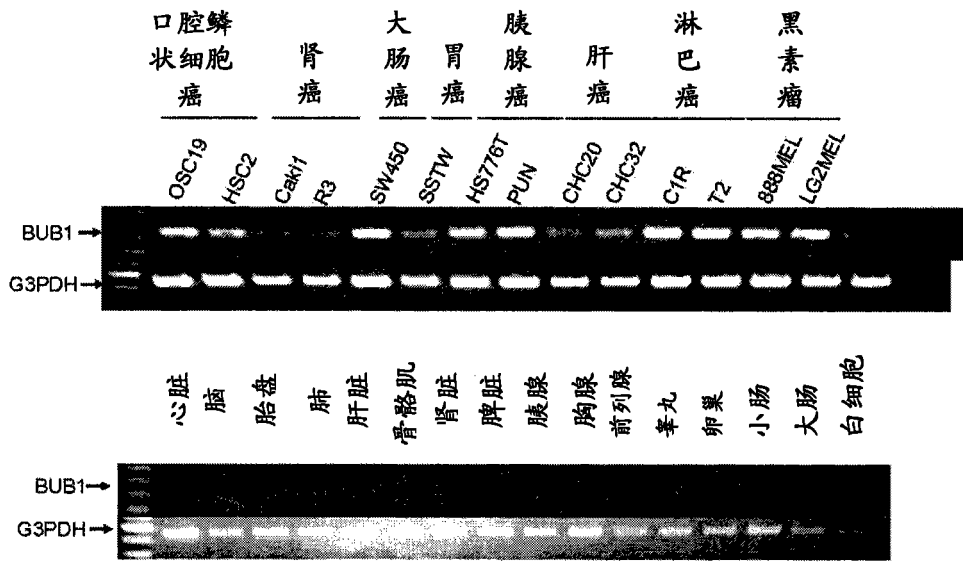 口腔鳞状细胞癌
肾癌
大肠癌
胃癌
胰腺癌
肝癌
淋巴癌
黑素瘤
OSC19
HSC2
Caki1
R3
SW450
SSTW
HS776T
PUN
CHC20
CHC32
C1R
T2
888MEL
LG2MEL
BUB1
G3PDH
心脏
脑
胎盘
肺
肝脏
骨骼肌
肾脏
脾脏
胰腺
胸腺
前列腺
睾丸
卵巢
小肠
大肠
白细胞
BUB1
G3PDH